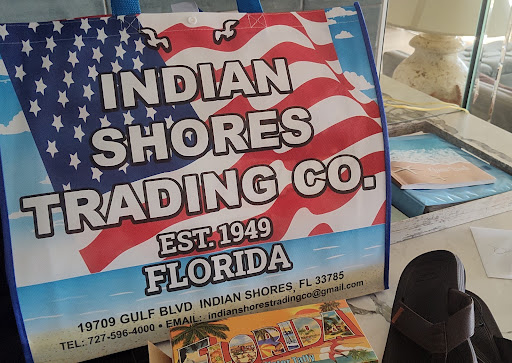 INDIAN
SHORES
TRADING CO.
EST. 1949
FLORIDA
19709 GULF BLVD INDIAN SHORES, FL 33785
TEL: 727-596-4000 • EMAIL: indianshorestradingco@gmail.com
FLORIDA